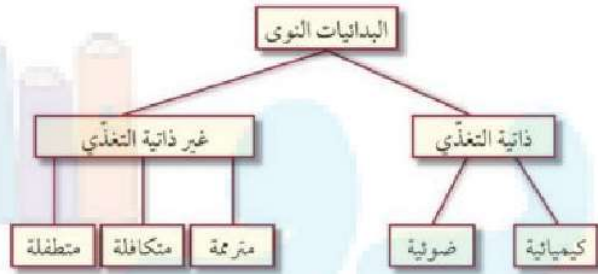 البدائيات النوى
ذاتية التغذّي
غير ذاتية التغذّي
كيميائية
ضوئية
مترممة
متكافلة
متطفلة